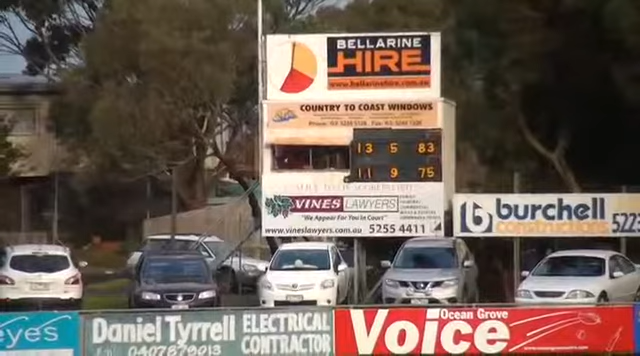 BELLARINE
HIRE
www.bellarinehire.com.au
COUNTRY TO COAST WINDOWS
13 5 83
11 9 75
VINES LAWYERS
"We Appear For You In Court"
www.vineslawyers.com.au 5255 4411
burchell
constructions 522
eyes
Daniel Tyrrell ELECTRICAL
0407879013 CONTRACTOR
Ocean Grove
Voice